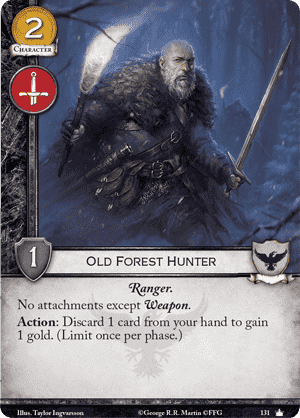 2
CHARACTER
1
OLD FOREST HUNTER
Ranger.
No attachments except Weapon.
Action: Discard 1 card from your hand to gain
1 gold. (Limit once per phase.)
Illus. Taylor Ingvarsson
©George R.R. Martin ©FFG
131